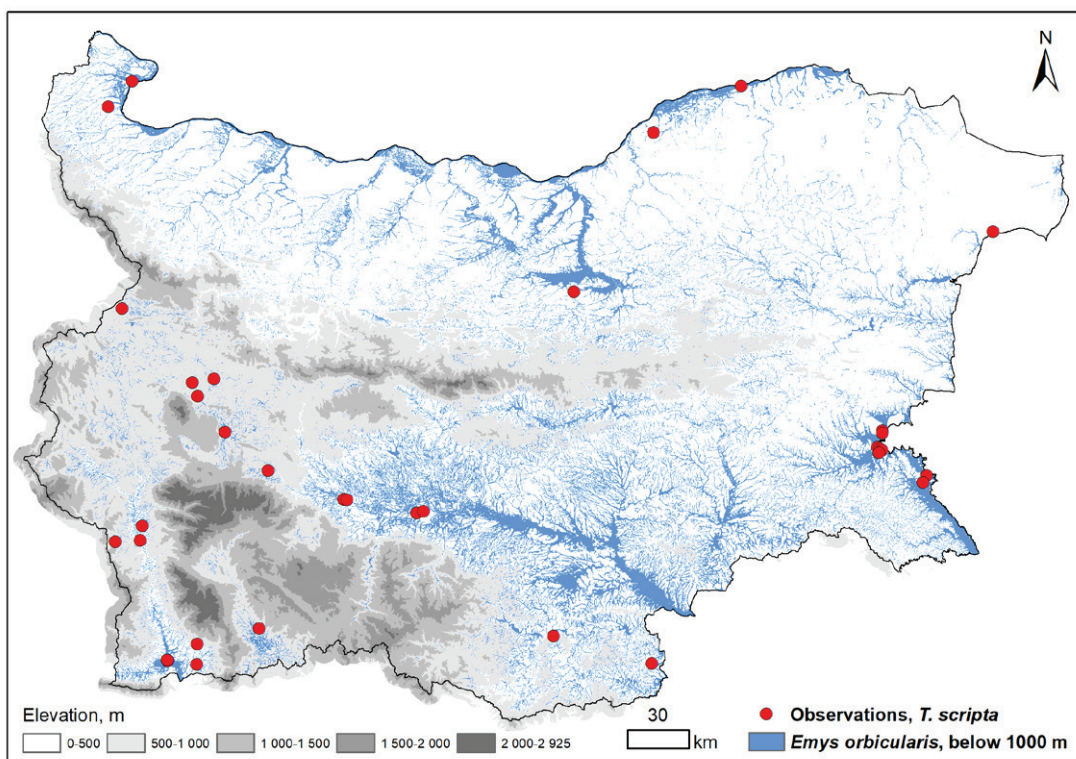 N
Elevation, m
0-500
500-1 000
1 000-1 500
1 500-2 000
2 000-2 925
30
km
Observations, T. scripta
Emys orbicularis, below 1000 m